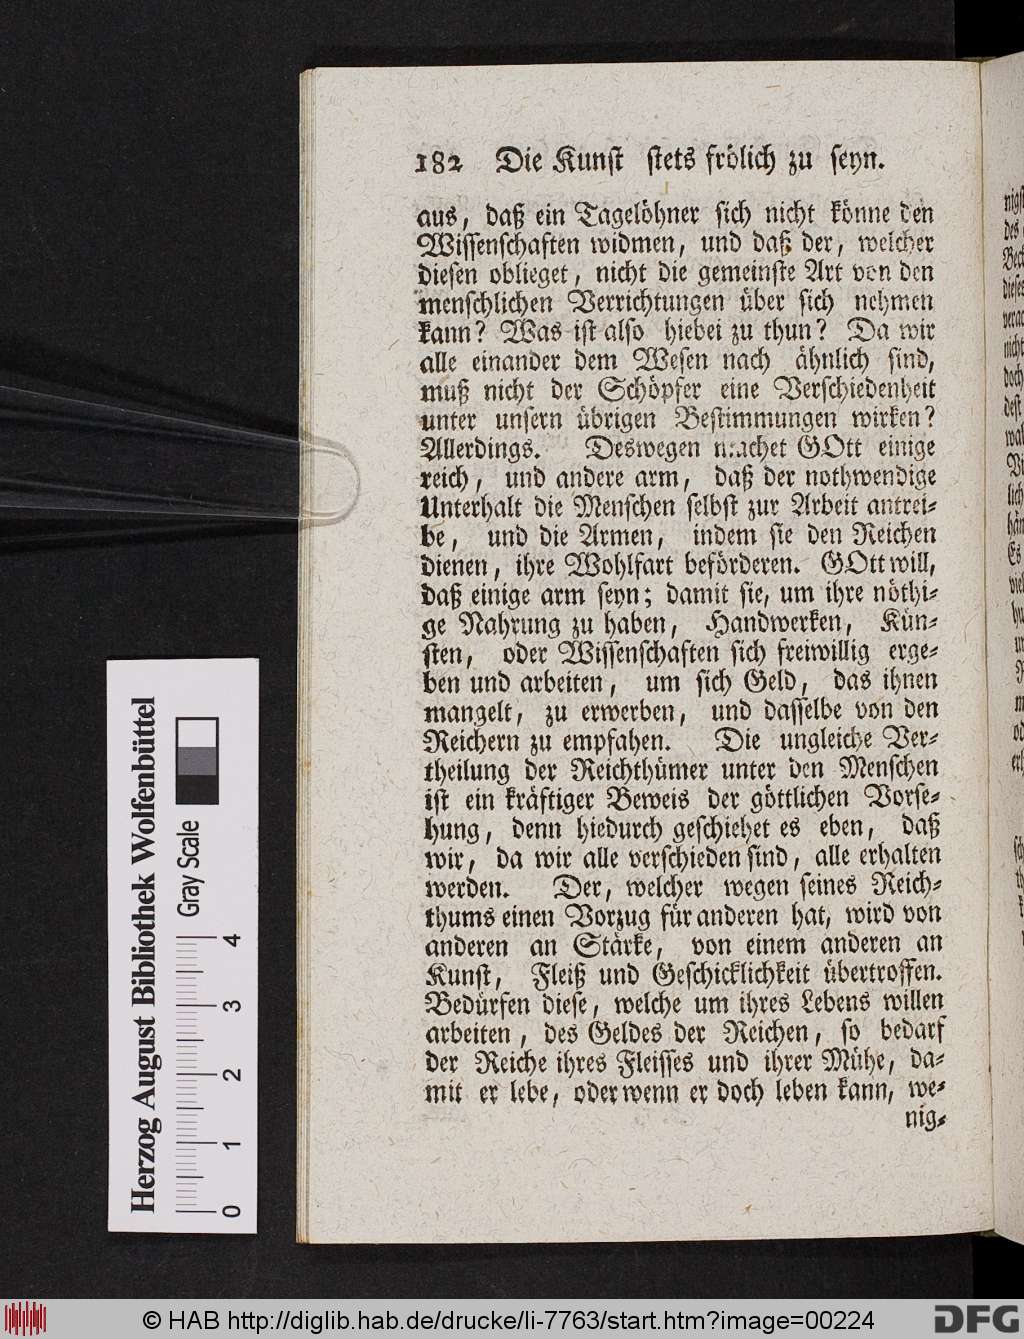 182 Die Kunst stets frölich zu seyn.
aus, daß ein Tagelöhner sich nicht könne den
Wissenschaften widmen, und daß der, welcher
diesen oblieget, nicht die gemeinste Art von den
menschlichen Verrichtungen über sich nehmen
kann? Was ist also hiebei zu thun? Da wir
alle einander dem Wesen nach ähnlich sind,
muß nicht der Schöpfer eine Verschiedenheit
unter unsern übrigen Bestimmungen wirken?
Allerdings. Deswegen machet GOtt einige
reich, und andere arm, daß der nothwendige
Unterhalt die Menschen selbst zur Arbeit antrei-
be, und die Armen, indem sie den Reichen
dienen, ihre Wohlfart beförderen. GOtt will,
daß einige arm seyn; damit sie, um ihre nöthi-
ge Nahrung zu haben, Handwerken, Kün-
sten, oder Wissenschaften sich freiwillig erge-
ben und arbeiten, um sich Geld, das ihnen
mangelt, zu erwerben, und dasselbe von den
Reichern zu empfahen. Die ungleiche Ver-
theilung der Reichthümer unter den Menschen
ist ein kräftiger Beweis der göttlichen Vorse-
hung, denn hiedurch geschiehet es eben, daß
wir, da wir alle verschieden sind, alle erhalten
werden. Der, welcher wegen seines Reich-
thums einen Vorzug für anderen hat, wird von
anderen an Stärke, von einem anderen an
Kunst, Fleiß und Geschicklichkeit übertroffen.
Bedürfen diese, welche um ihres Lebens willen
arbeiten, des Geldes der Reichen, so bedarf
der Reiche ihres Fleisses und ihrer Mühe, da-
mit er lebe, oder wenn er doch leben kann, we-
nig-
Herzog August Bibliothek Wolfenbüttel
Gray Scale
0 1 2 3 4
© HAB http://diglib.hab.de/drucke/li-7763/start.htm?image=00224
DFG